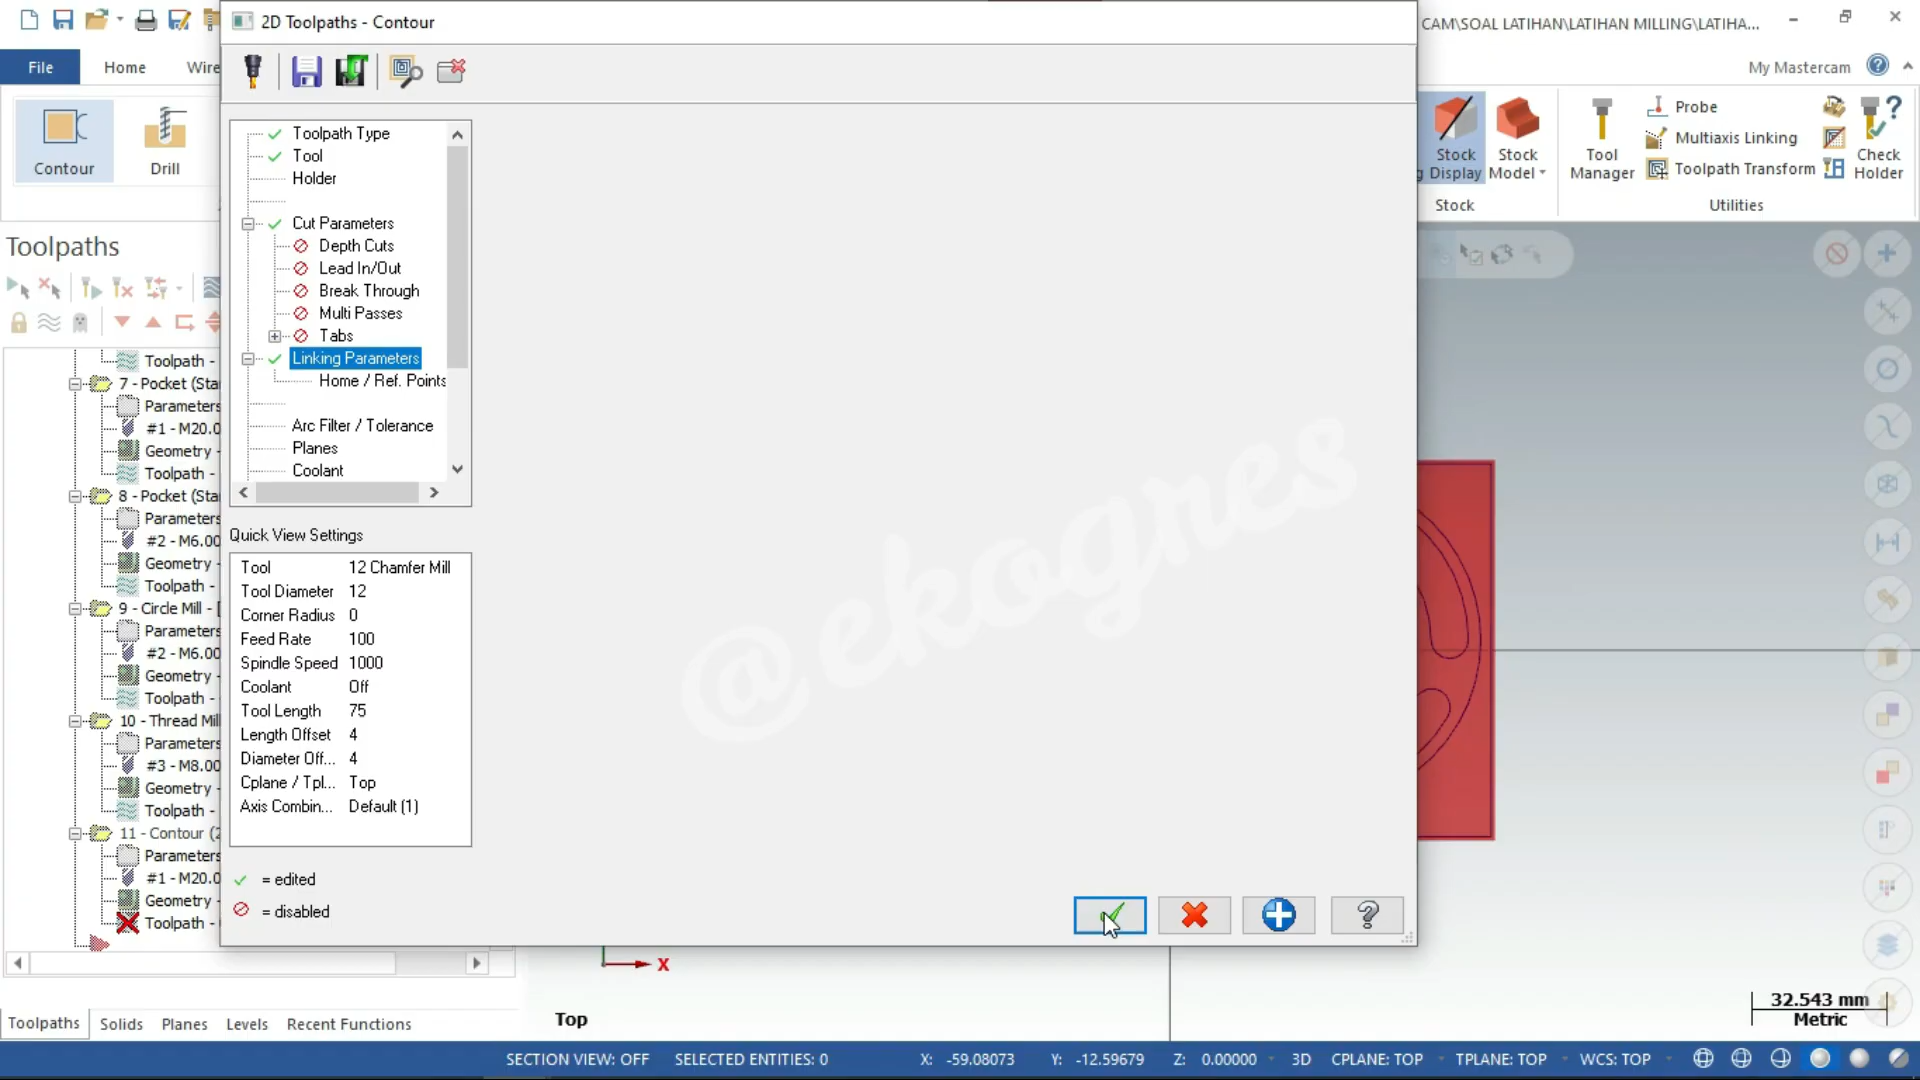 2D Toolpaths - Contour
CAM\SOAL LATIHAN\LATIHAN MILLING\LATIHA...
File
Home
Wire
My Mastercam
Contour
Drill
Stock
Display
Stock
Model
Stock
Tool
Manager
Probe
Multiaxis Linking
Toolpath Transform
Check
Holder
Utilities
Toolpaths
Toolpath -
7 - Pocket (Sta
Parameters
#1 - M20.0
Geometry -
Toolpath -
8 - Pocket (Sta
Parameters
#2 - M6.00
Geometry -
Toolpath -
9 - Circle Mill - [
Parameters
#2 - M6.00
Geometry -
Toolpath -
10 - Thread Mil
Parameters
#3 - M8.00
Geometry -
Toolpath -
11 - Contour (2
Parameters
#1 - M20.0
Geometry -
Toolpath -
Toolpath Type
Tool
Holder
Cut Parameters
Depth Cuts
Lead In/Out
Break Through
Multi Passes
Tabs
Linking Parameters
Home / Ref. Points
Arc Filter / Tolerance
Planes
Coolant
Quick View Settings
Tool 12 Chamfer Mill
Tool Diameter 12
Corner Radius 0
Feed Rate 100
Spindle Speed 1000
Coolant Off
Tool Length 75
Length Offset 4
Diameter Off... 4
Cplane / Tpl... Top
Axis Combin... Default (1)
= edited
= disabled
@ekogres
X
Top
32.543 mm
Metric
Toolpaths Solids Planes Levels Recent Functions
SECTION VIEW: OFF SELECTED ENTITIES: 0 X: -59.08073 Y: -12.59679 Z: 0.00000 3D CPLANE: TOP TPLANE: TOP WCS: TOP